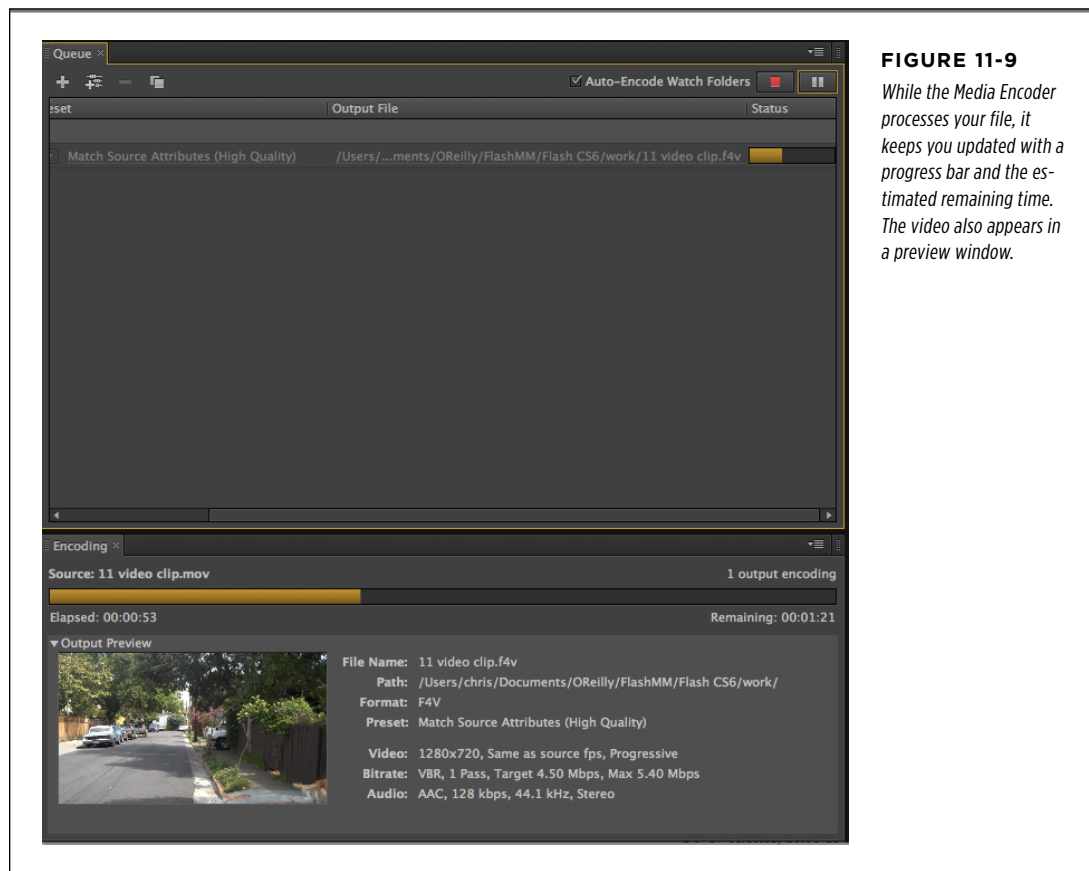 Queue
Auto-Encode Watch Folders
eset Output File Status
Match Source Attributes (High Quality) /Users/...ments/OReilly/FlashMM/Flash CS6/work/11 video clip.f4v
Encoding
Source: 11 video clip.mov 1 output encoding
Elapsed: 00:00:53 Remaining: 00:01:21
Output Preview
File Name: 11 video clip.f4v
Path: /Users/chris/Documents/OReilly/FlashMM/Flash CS6/work/
Format: F4V
Preset: Match Source Attributes (High Quality)
Video: 1280x720, Same as source fps, Progressive
Bitrate: VBR, 1 Pass, Target 4.50 Mbps, Max 5.40 Mbps
Audio: AAC, 128 kbps, 44.1 kHz, Stereo
FIGURE 11-9
While the Media Encoder
processes your file, it
keeps you updated with a
progress bar and the es-
timated remaining time.
The video also appears in
a preview window.